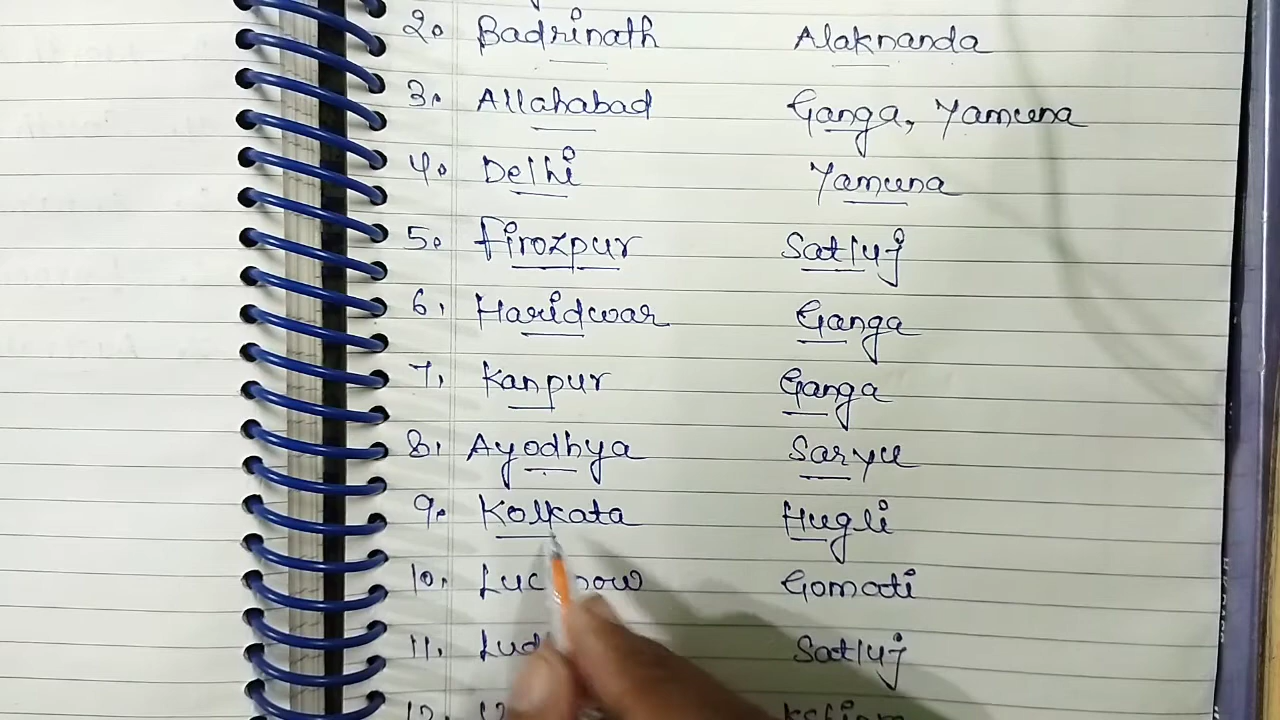 2. Badrinath Alaknanda
3. Allahabad Ganga, Yamuna
4. Delhi Yamuna
5. Firozpur Satluj
6. Haridwar Ganga
7. Kanpur Ganga
8. Ayodhya Saryu
9. Kolkata Hugli
10. Gomati
11. Satluj
12.